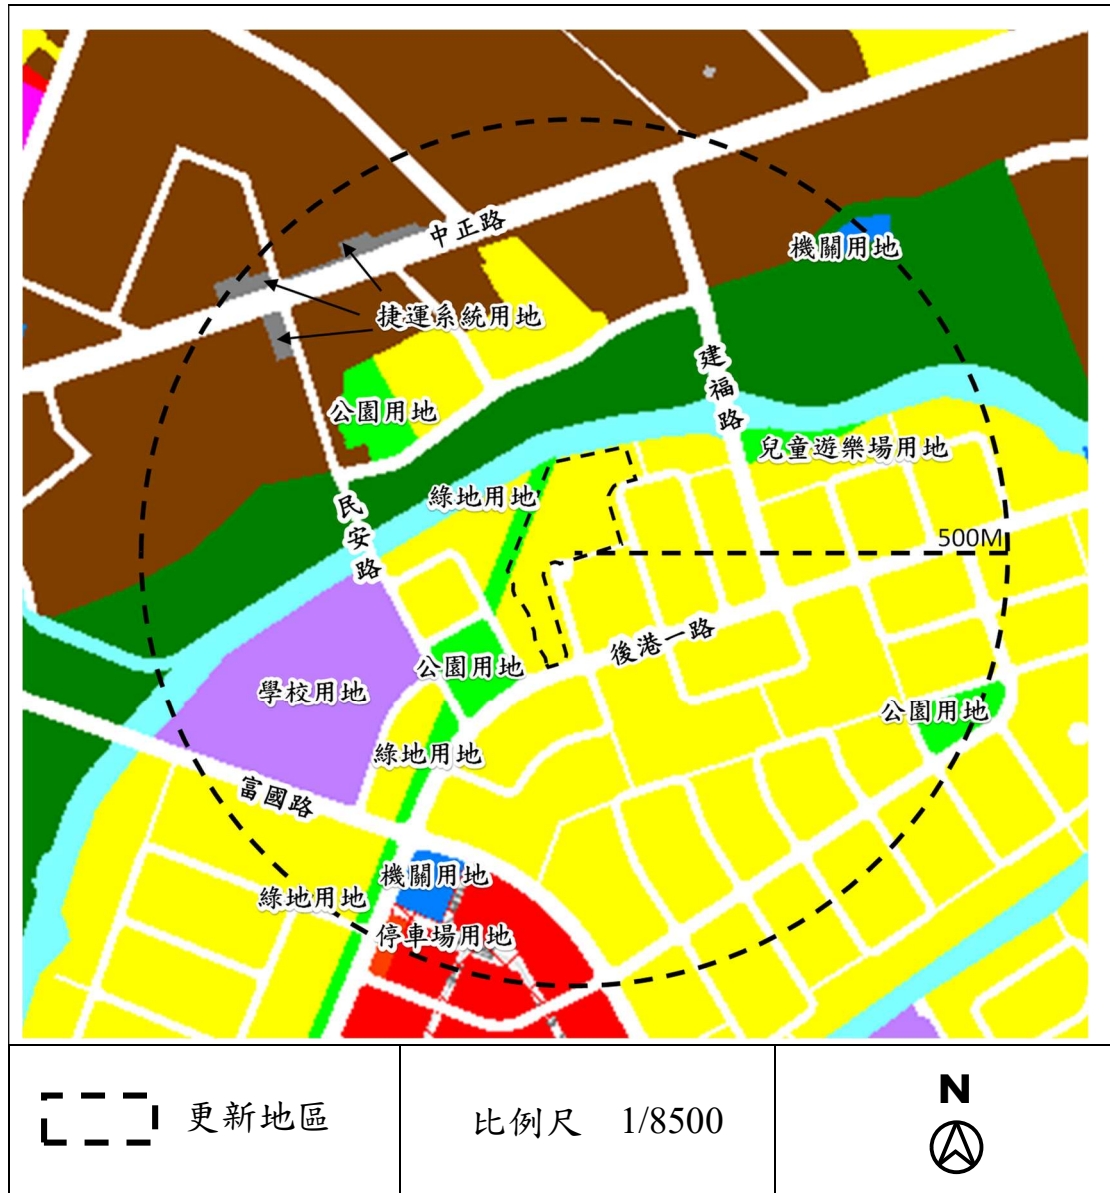 中正路
機關用地
捷運系統用地
建福路
公園用地
兒童遊樂場用地
綠地用地
民安路
500M
後港一路
公園用地
學校用地
公園用地
綠地用地
富國路
機關用地
綠地用地
停車場用地
更新地區
比例尺 1/8500
N